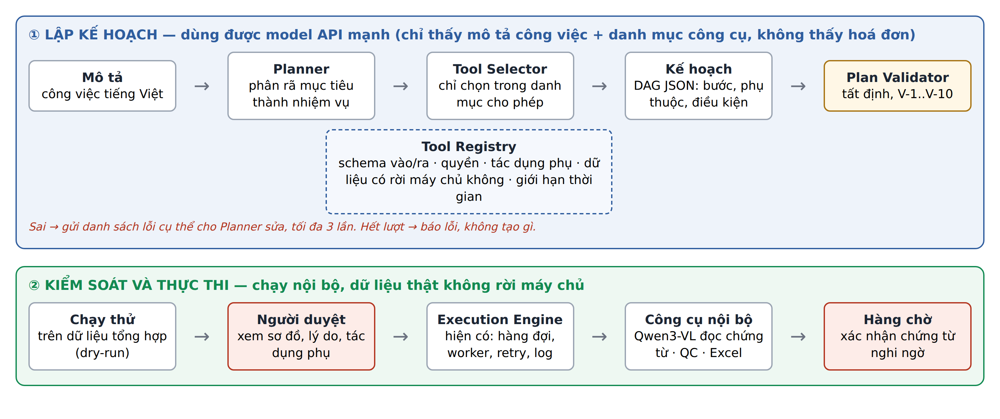 ① LẬP KẾ HOẠCH — dùng được model API mạnh (chỉ thấy mô tả công việc + danh mục công cụ, không thấy hoá đơn)
Mô tả
công việc tiếng Việt
→
Planner
phân rã mục tiêu
thành nhiệm vụ
→
Tool Selector
chỉ chọn trong danh
mục cho phép
→
Kế hoạch
DAG JSON: bước, phụ
thuộc, điều kiện
→
Plan Validator
tất định, V-1..V-10
Tool Registry
schema vào/ra · quyền · tác dụng phụ · dữ
liệu có rời máy chủ không · giới hạn thời
gian
Sai → gửi danh sách lỗi cụ thể cho Planner sửa, tối đa 3 lần. Hết lượt → báo lỗi, không tạo gì.
② KIỂM SOÁT VÀ THỰC THI — chạy nội bộ, dữ liệu thật không rời máy chủ
Chạy thử
trên dữ liệu tổng hợp
(dry-run)
→
Người duyệt
xem sơ đồ, lý do, tác
dụng phụ
→
Execution Engine
hiện có: hàng đợi,
worker, retry, log
→
Công cụ nội bộ
Qwen3-VL đọc chứng
từ · QC · Excel
→
Hàng chờ
xác nhận chứng từ
nghi ngờ